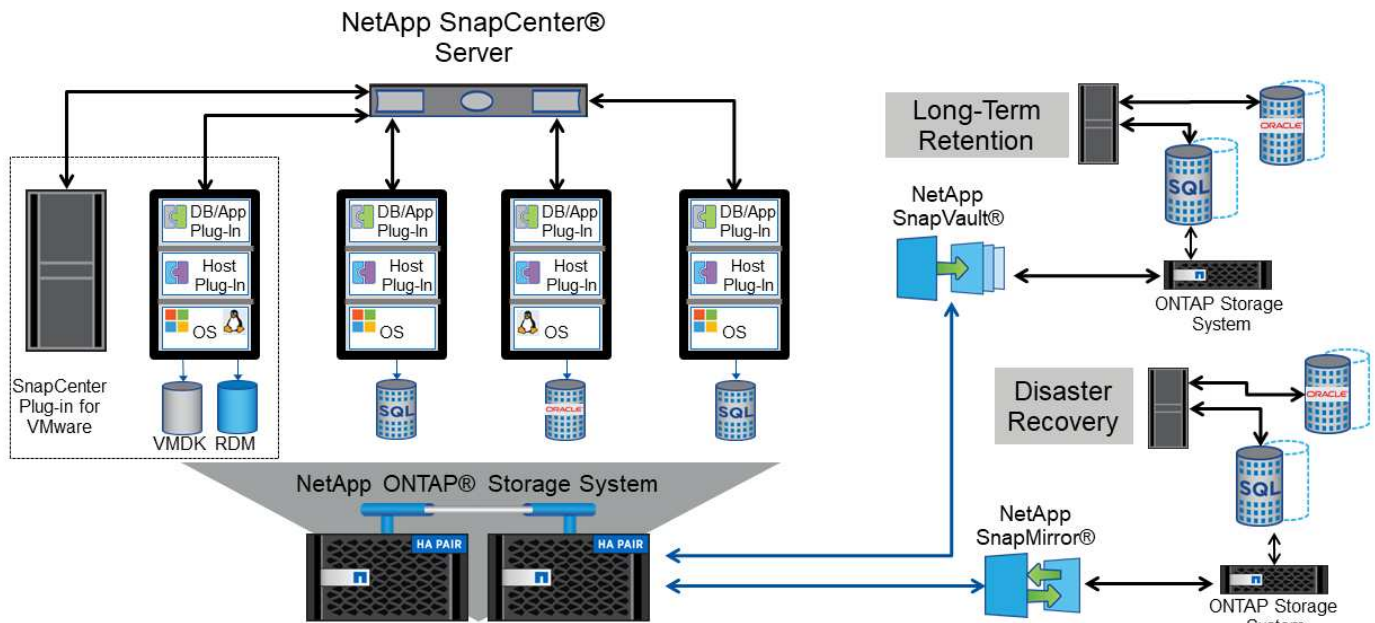 NetApp SnapCenter®
Server
Long-Term
Retention
ORACLE
SQL
NetApp
SnapVault®
ONTAP Storage
System
DB/App
Plug-In
Host
Plug-In
OS
DB/App
Plug-In
Host
Plug-In
OS
DB/App
Plug-In
Host
Plug-In
OS
DB/App
Plug-In
Host
Plug-In
OS
SnapCenter
Plug-in for
VMware
VMDK RDM
SQL
ORACLE
SQL
Disaster
Recovery
ORACLE
SQL
NetApp ONTAP® Storage System
HA PAIR
HA PAIR
NetApp
SnapMirror®
ONTAP Storage
System